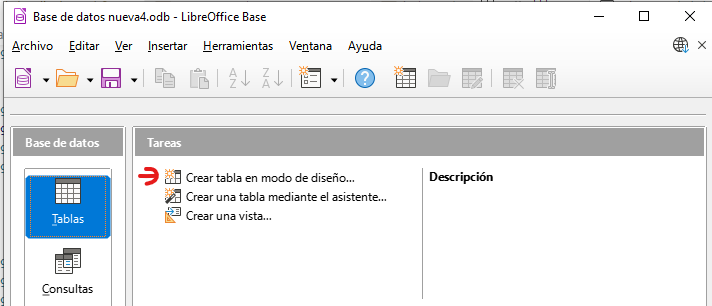 Base de datos nueva4.odb - LibreOffice Base
Archivo Editar Ver Insertar Herramientas Ventana Ayuda
Base de datos
Tareas
Tablas
Consultas
Crear tabla en modo de diseño...
Crear una tabla mediante el asistente...
Crear una vista...
Descripción